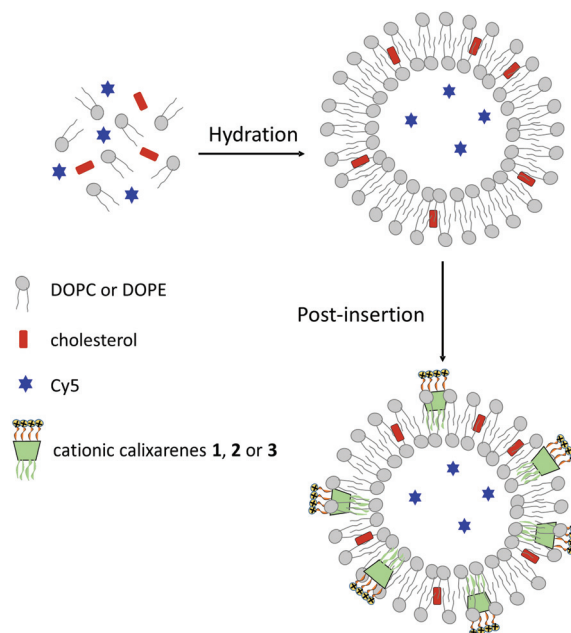 Hydration
DOPC or DOPE
Post-insertion
cholesterol
Cy5
cationic calixarenes 1, 2 or 3